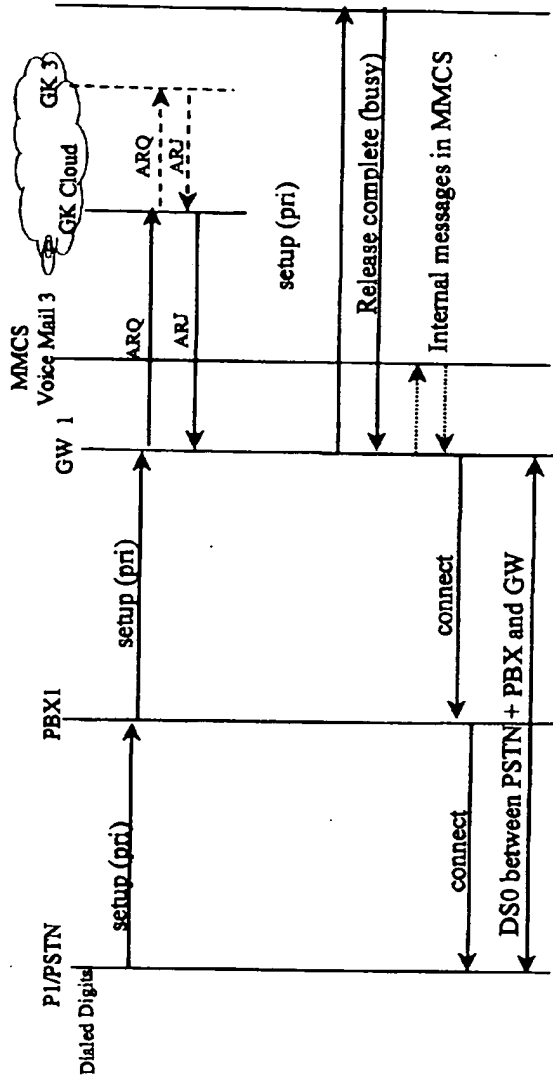 P1/PSTN
Dialed Digits
PBX1
GW 1
MMCS
Voice Mail 3
GK Cloud
GK 3
setup (pri)
setup (pri)
ARQ
ARQ
ARJ
ARJ
setup (pri)
Release complete (busy)
Internal messages in MMCS
connect
connect
DS0 between PSTN + PBX and GW